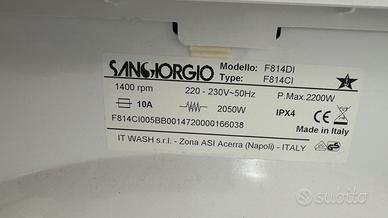 SANGIORGIO Modello: F814DI
Type: F814CI
1400 rpm 220 - 230V~50Hz P.Max.2200W
10A 2050W IPX4
F814CI005BB0014720000166038 Made in Italy
IT WASH s.r.l. - Zona ASI Acerra (Napoli) - ITALY
subito